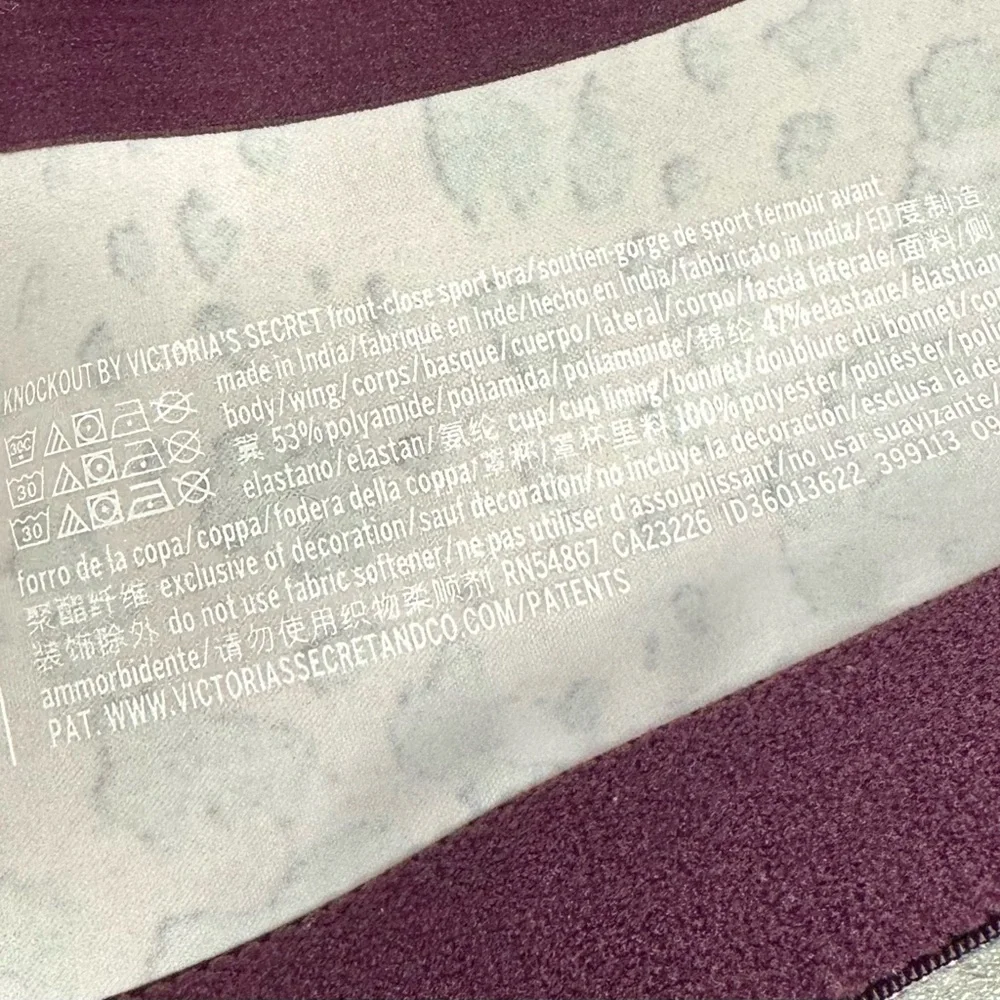 KNOCKOUT BY VICTORIA'S SECRET front-close sport bra/soutien-gorge de sport fermoir avant
made in India/fabriqué en Inde/hecho en India/fabbricato in India/印度制造
body/wing/corps/basque/cuerpo/lateral/corpo/fascia laterale/面料/侧
翼 53%polyamide/poliamida/poliammide/锦纶 47%elastane/élasthan
elastano/elastan/氨纶 cup/cup lining/bonnet/doublure du bonnet/co
forro de la copa/coppa/fodera della coppa/罩杯/罩杯里料 100%polyester/poliéster/poli
聚酯纤维 exclusive of decoration/sauf décoration/no incluye la decoración/esclusa la de
装饰除外 do not use fabric softener/ne pas utiliser d'assouplissant/no usar suavizante/
ammorbidente/请勿使用织物柔顺剂 RN54867 CA23226 ID36013622 399113 09
PAT. WWW.VICTORIASSECRETANDCO.COM/PATENTS
30C
30
30